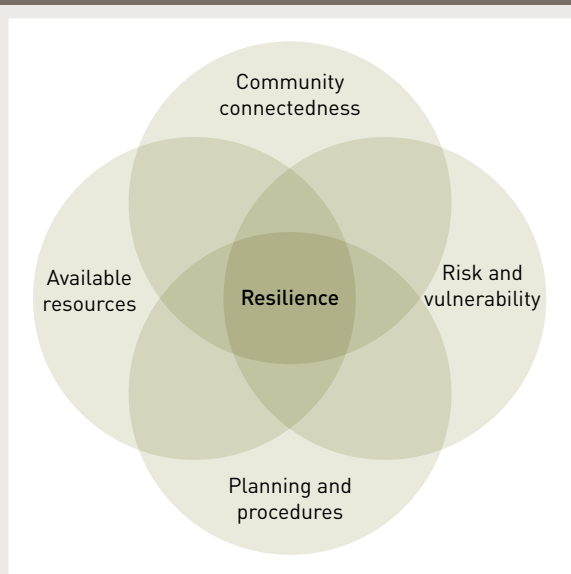 Community
connectedness
Available
resources
Resilience
Risk and
vulnerability
Planning and
procedures